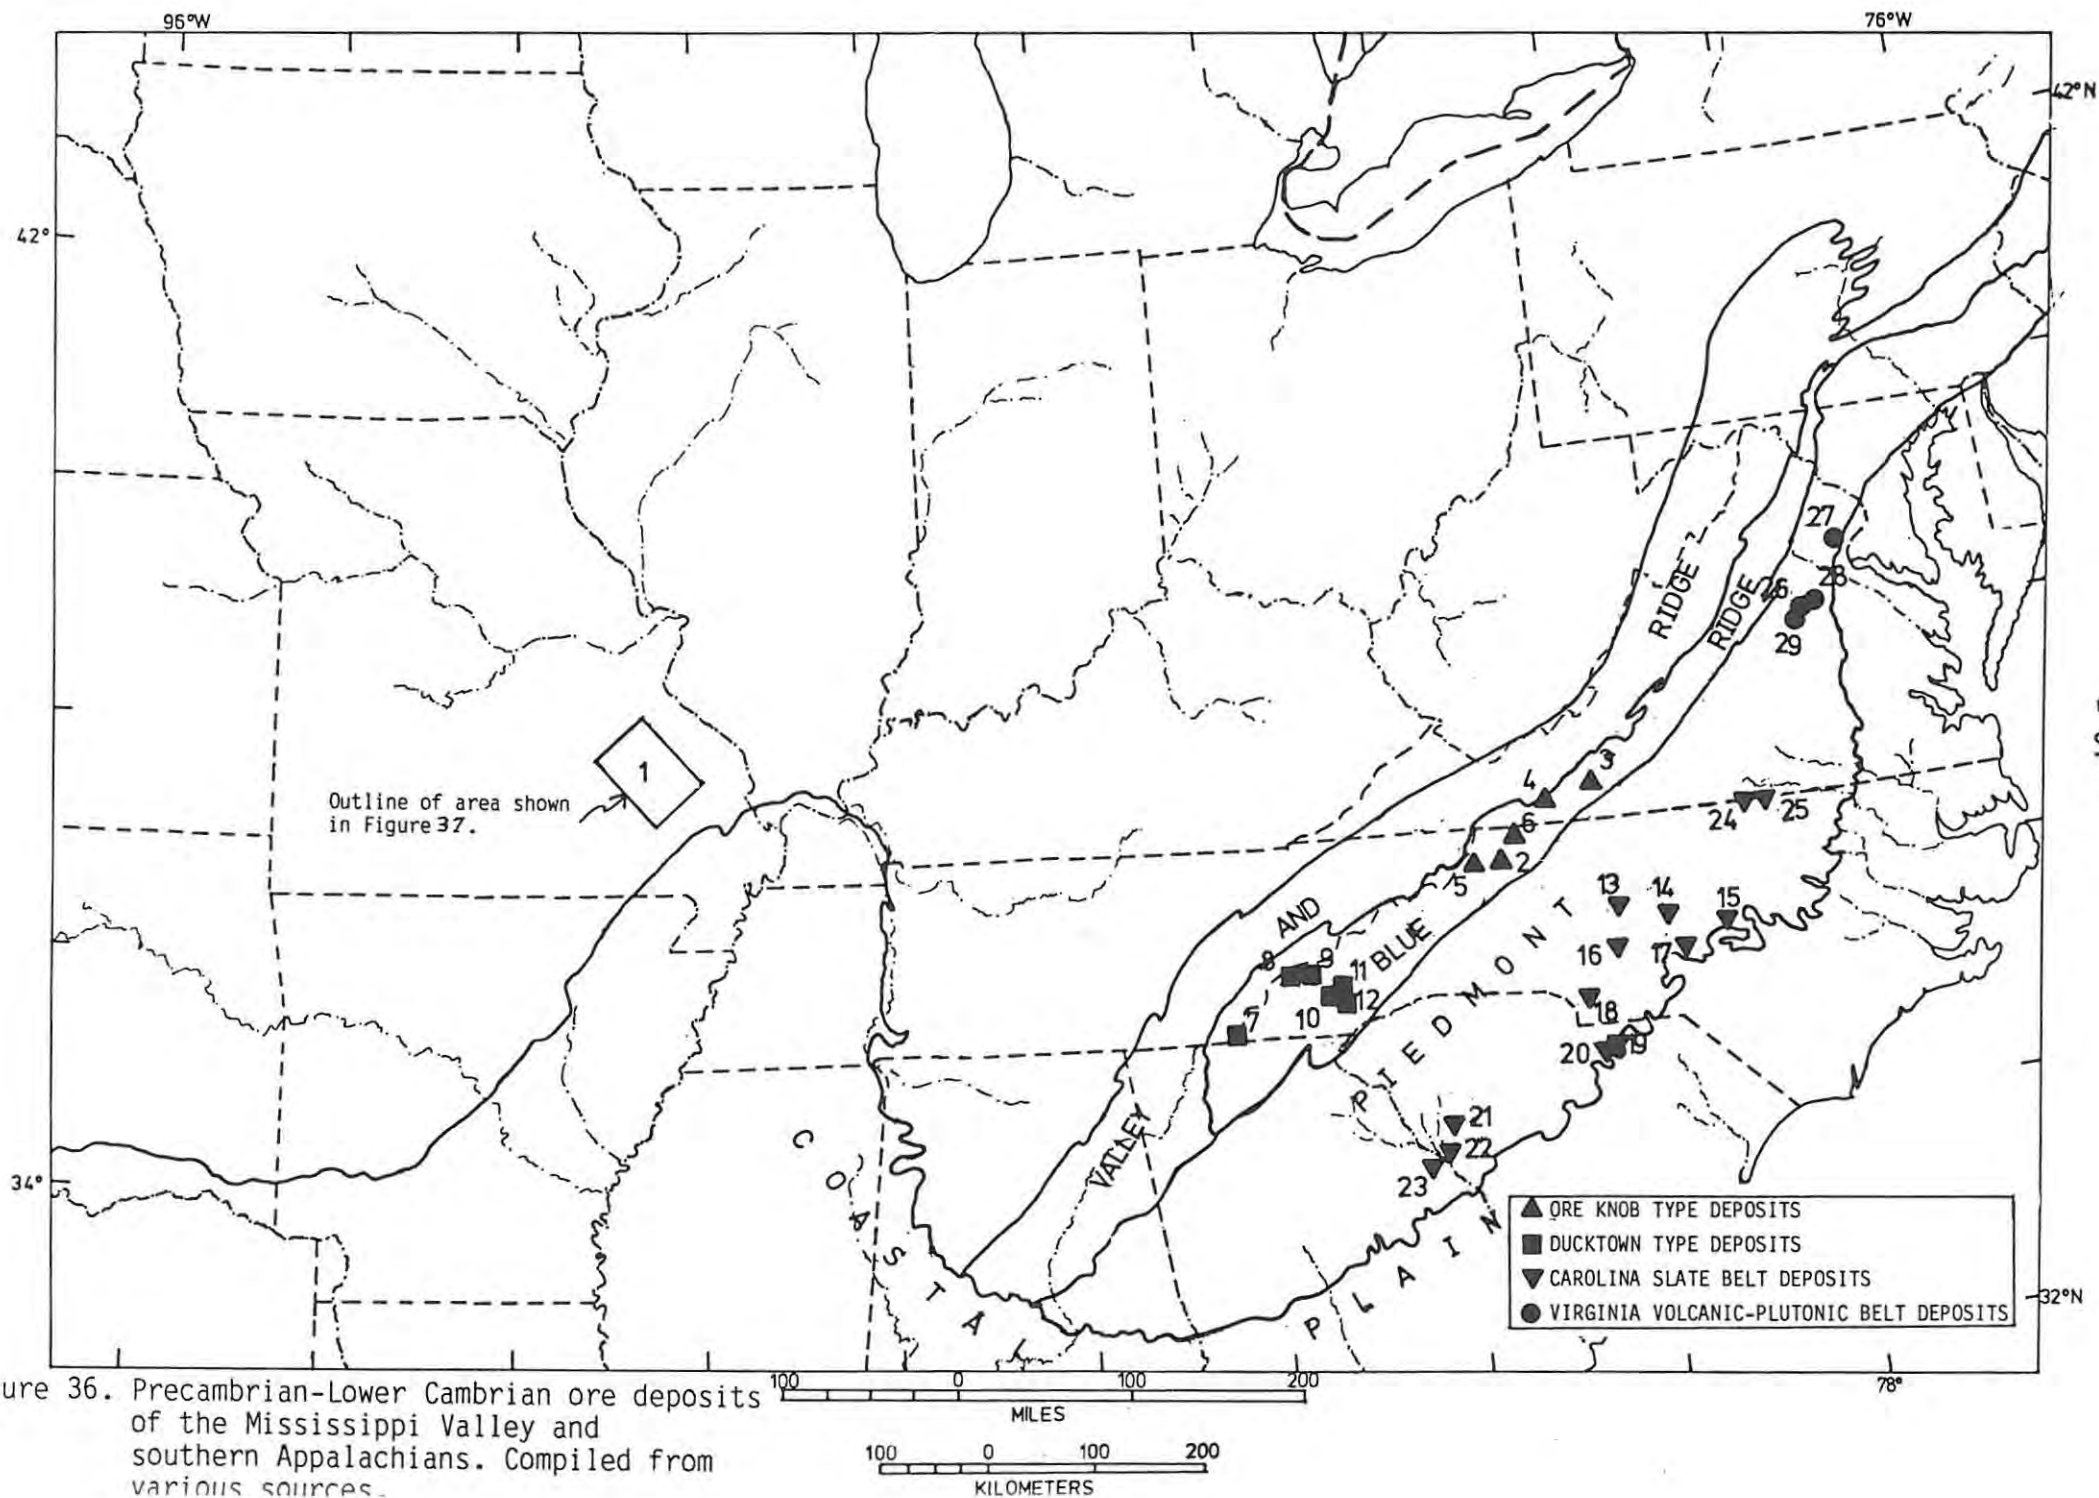 96°W
76°W
42°N
42°
34°
32°N
78°
Outline of area shown
in Figure 37.
1
27
28
26
29
RIDGE?
RIDGE
3
4
6
2
5
24
25
13
14
15
16
17
18
19
20
21
22
23
AND
BLUE
8
9
11
12
10
7
PIEDMONT
VALLEY
COASTAL
PLAIN
ORE KNOB TYPE DEPOSITS
DUCKTOWN TYPE DEPOSITS
CAROLINA SLATE BELT DEPOSITS
VIRGINIA VOLCANIC-PLUTONIC BELT DEPOSITS
ure 36. Precambrian-Lower Cambrian ore deposits
of the Mississippi Valley and
southern Appalachians. Compiled from
various sources.
100 0 100 200
MILES
100 0 100 200
KILOMETERS